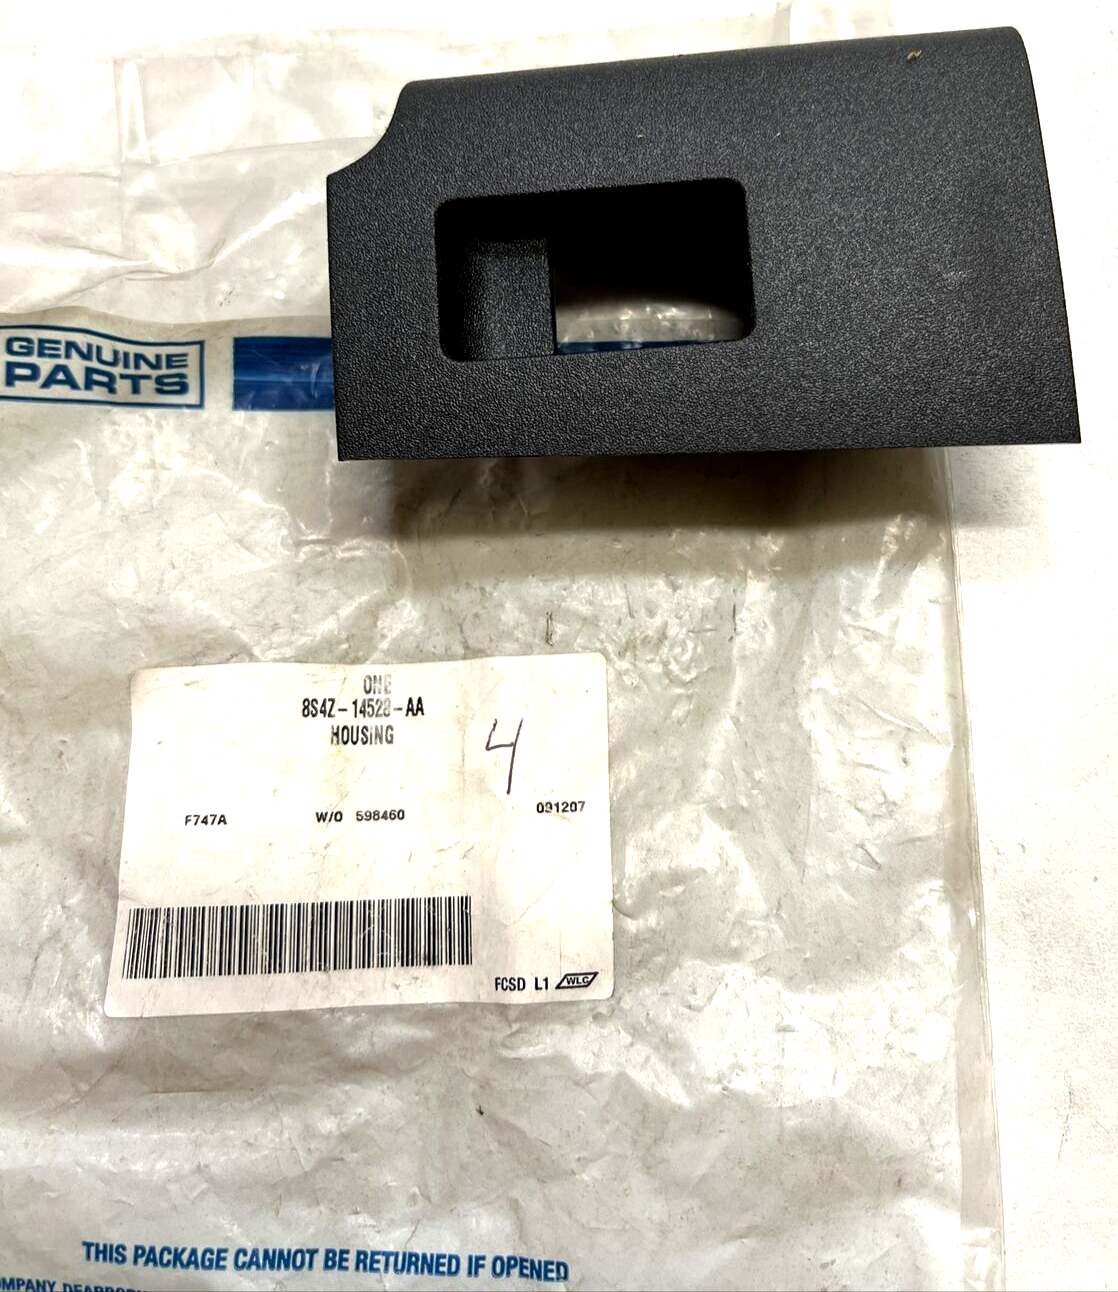 GENUINE
PARTS
ONE
8S4Z-14528-AA
HOUSING
4
F747A W/O 598460 031207
FCSD L1 WLC
THIS PACKAGE CANNOT BE RETURNED IF OPENED